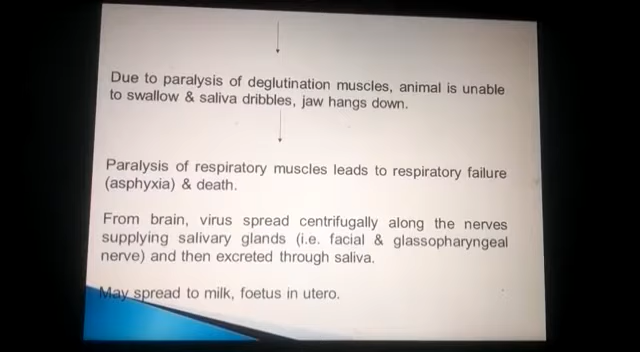 Due to paralysis of deglutination muscles, animal is unable
to swallow & saliva dribbles, jaw hangs down.
Paralysis of respiratory muscles leads to respiratory failure
(asphyxia) & death.
From brain, virus spread centrifugally along the nerves
supplying salivary glands (i.e. facial & glassopharyngeal
nerve) and then excreted through saliva.
May spread to milk, foetus in utero.